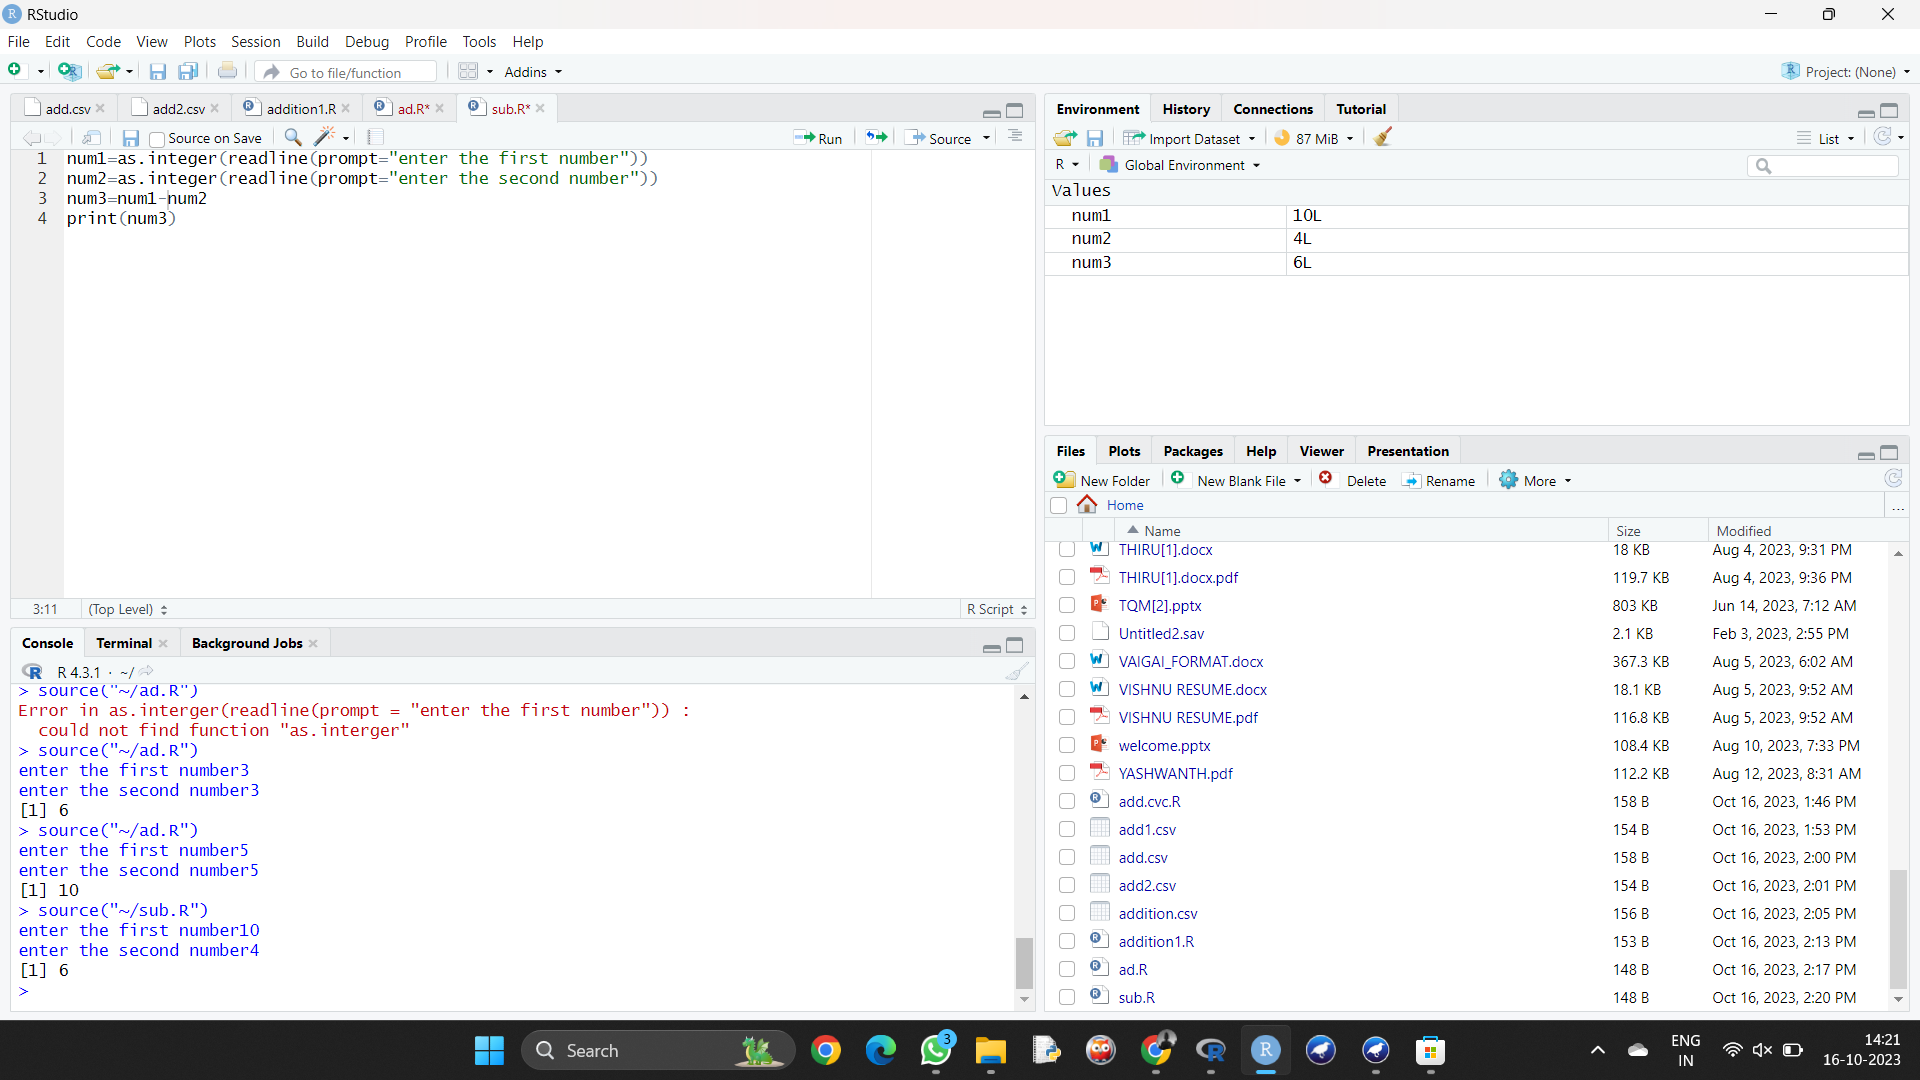 RStudio
File Edit Code View Plots Session Build Debug Profile Tools Help
Go to file/function Addins Project: (None)
add.csv add2.csv addition1.R ad.R* sub.R*
Source on Save Run Source
1 num1=as.integer(readline(prompt="enter the first number"))
2 num2=as.integer(readline(prompt="enter the second number"))
3 num3=num1-num2
4 print(num3)
3:11 (Top Level) R Script
Console Terminal Background Jobs
R 4.3.1 · ~/
> source("~/ad.R")
Error in as.interger(readline(prompt = "enter the first number")) :
could not find function "as.interger"
> source("~/ad.R")
enter the first number3
enter the second number3
[1] 6
> source("~/ad.R")
enter the first number5
enter the second number5
[1] 10
> source("~/sub.R")
enter the first number10
enter the second number4
[1] 6
>
Environment History Connections Tutorial
Import Dataset 87 MiB List
R Global Environment
Values
num1 10L
num2 4L
num3 6L
Files Plots Packages Help Viewer Presentation
New Folder New Blank File Delete Rename More
Home ...
Name Size Modified
THIRU[1].docx 18 KB Aug 4, 2023, 9:31 PM
THIRU[1].docx.pdf 119.7 KB Aug 4, 2023, 9:36 PM
TQM[2].pptx 803 KB Jun 14, 2023, 7:12 AM
Untitled2.sav 2.1 KB Feb 3, 2023, 2:55 PM
VAIGAI_FORMAT.docx 367.3 KB Aug 5, 2023, 6:02 AM
VISHNU RESUME.docx 18.1 KB Aug 5, 2023, 9:52 AM
VISHNU RESUME.pdf 116.8 KB Aug 5, 2023, 9:52 AM
welcome.pptx 108.4 KB Aug 10, 2023, 7:33 PM
YASHWANTH.pdf 112.2 KB Aug 12, 2023, 8:31 AM
add.cvc.R 158 B Oct 16, 2023, 1:46 PM
add1.csv 154 B Oct 16, 2023, 1:53 PM
add.csv 158 B Oct 16, 2023, 2:00 PM
add2.csv 154 B Oct 16, 2023, 2:01 PM
addition.csv 156 B Oct 16, 2023, 2:05 PM
addition1.R 153 B Oct 16, 2023, 2:13 PM
ad.R 148 B Oct 16, 2023, 2:17 PM
sub.R 148 B Oct 16, 2023, 2:20 PM
Search 3 ENG 14:21
IN 16-10-2023